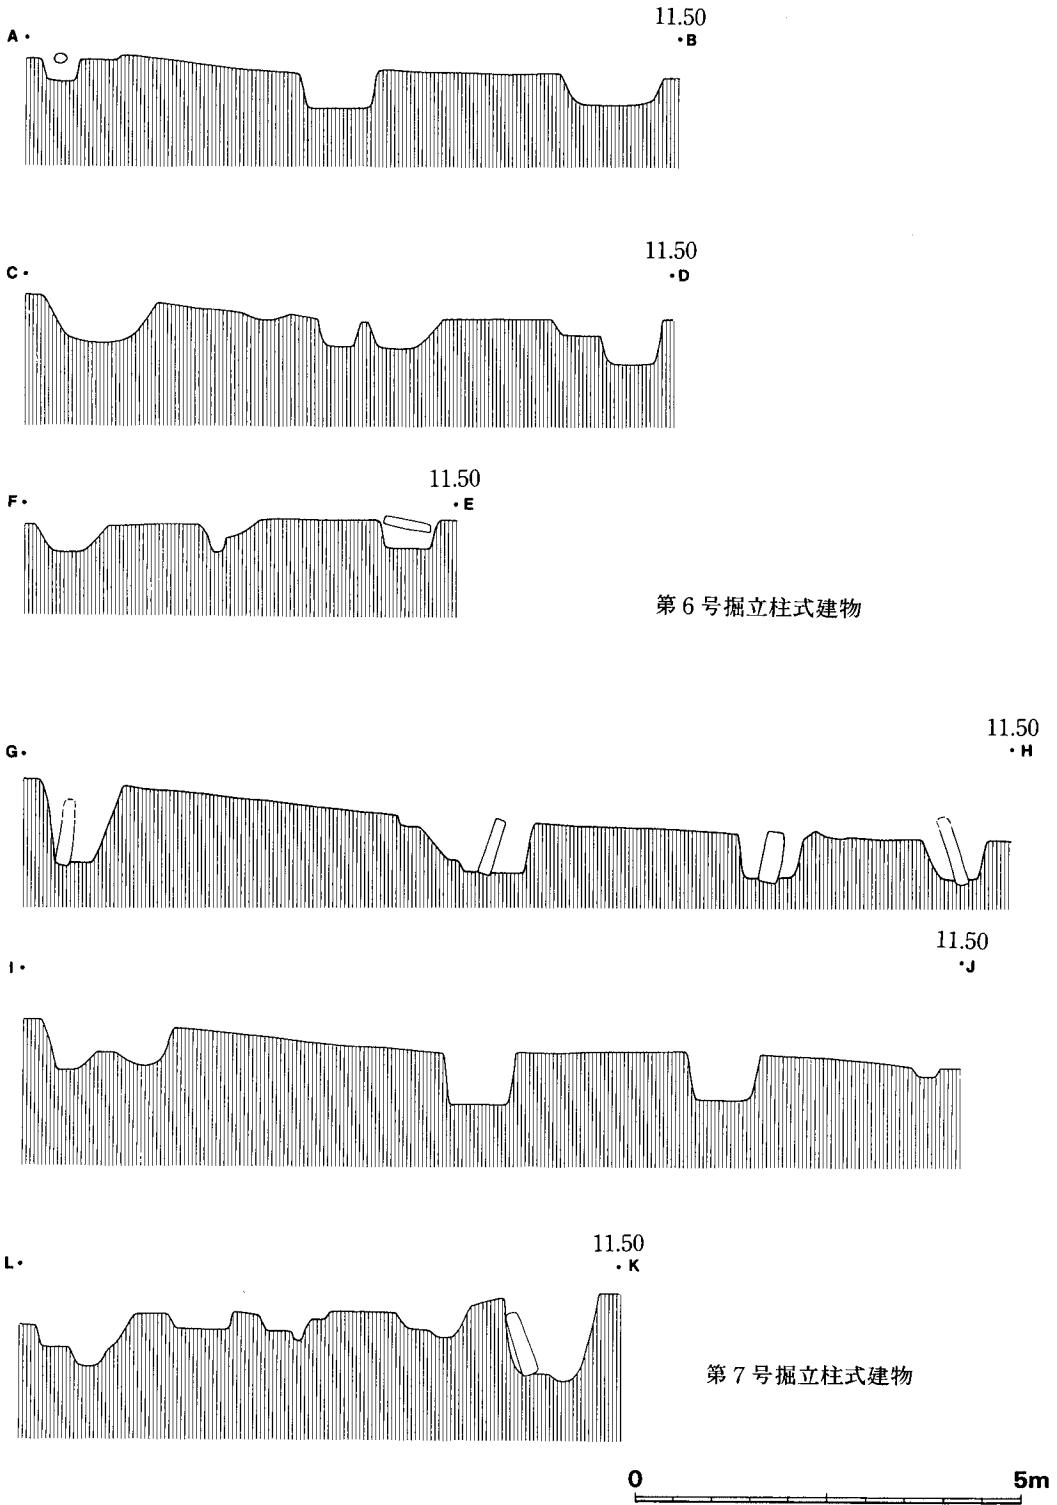 11.50
A・ ・B
11.50
C・ ・D
11.50
F・ ・E
第6号掘立柱式建物
11.50
G・ ・H
11.50
I・ ・J
11.50
L・ ・K
第7号掘立柱式建物
0 5m